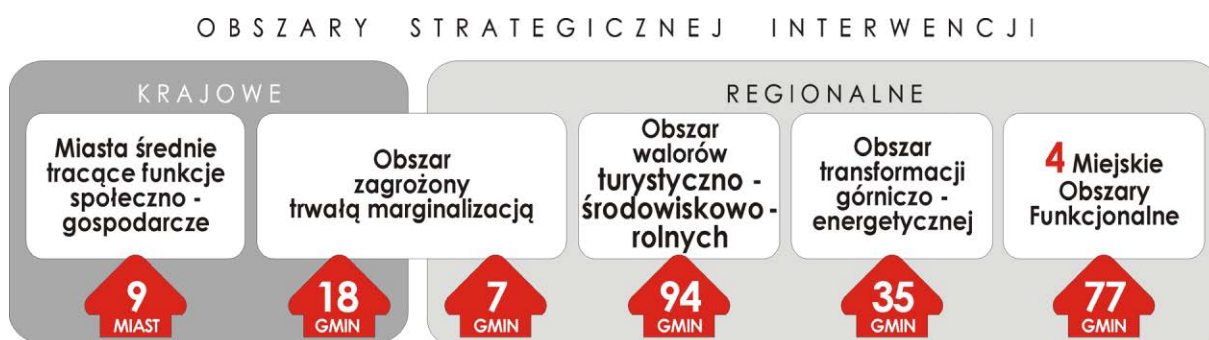 OBSZARY STRATEGICZNEJ INTERWENCJI
KRAJOWE
REGIONALNE
Miasta średnie
tracące funkcje
społeczno -
gospodarcze
Obszar
zagrożony
trwałą marginalizacją
Obszar
walorów
turystyczno -
środowiskowo -
rolnych
Obszar
transformacji
górniczo -
energetycznej
4 Miejskie
Obszary
Funkcjonalne
9
MIAST
18
GMIN
7
GMIN
94
GMIN
35
GMIN
77
GMIN